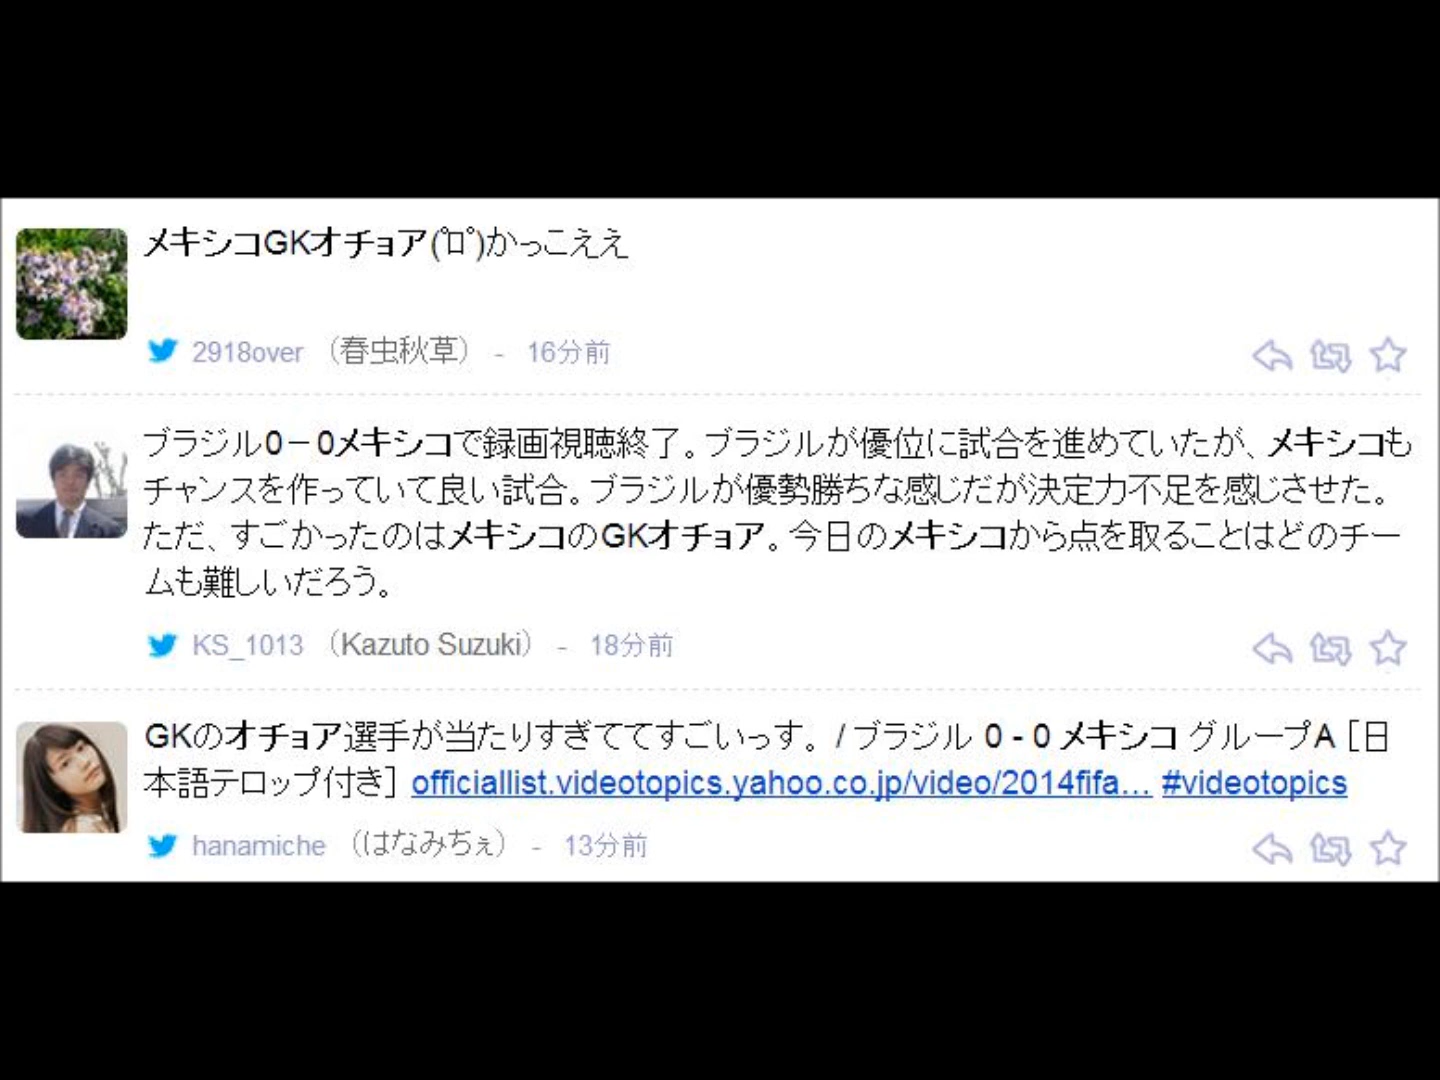 メキシコGKオチョア(ﾟロﾟ)かっこええ
2918over （春虫秋草） - 16分前
ブラジル0－0メキシコで録画視聴終了。ブラジルが優位に試合を進めていたが、メキシコも
チャンスを作っていて良い試合。ブラジルが優勢勝ちな感じだが決定力不足を感じさせた。
ただ、すごかったのはメキシコのGKオチョア。今日のメキシコから点を取ることはどのチー
ムも難しいだろう。
KS_1013 （Kazuto Suzuki） - 18分前
GKのオチョア選手が当たりすぎててすごいっす。 / ブラジル 0 - 0 メキシコ グループA［日
本語テロップ付き］ officiallist.videotopics.yahoo.co.jp/video/2014fifa… #videotopics
hanamiche （はなみちぇ） - 13分前